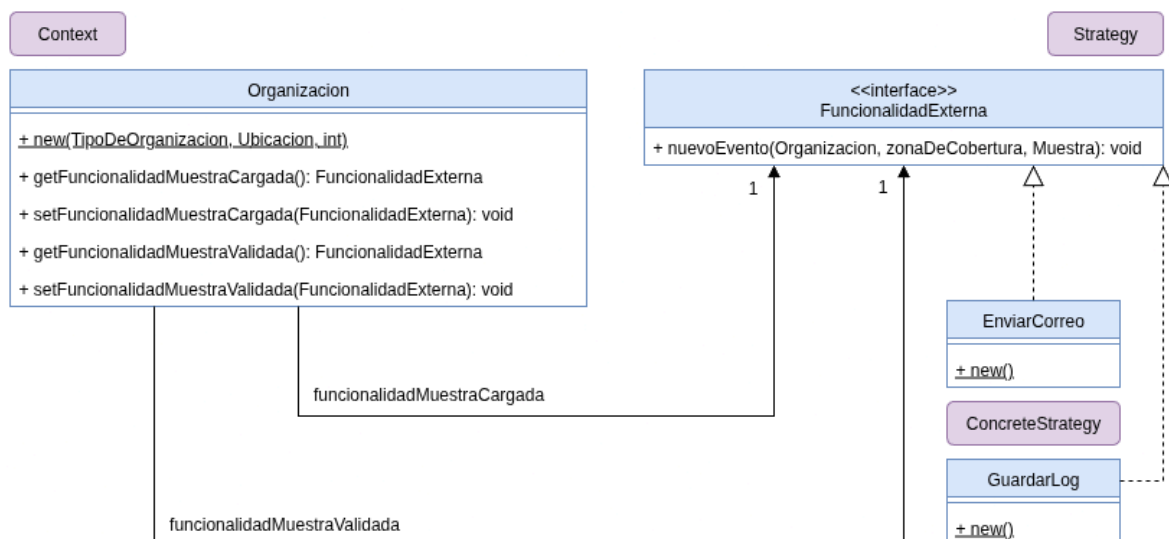 Context
Strategy
Organizacion
+ new(TipoDeOrganizacion, Ubicacion, int)
+ getFuncionalidadMuestraCargada(): FuncionalidadExterna
+ setFuncionalidadMuestraCargada(FuncionalidadExterna): void
+ getFuncionalidadMuestraValidada(): FuncionalidadExterna
+ setFuncionalidadMuestraValidada(FuncionalidadExterna): void
<<interface>>
FuncionalidadExterna
+ nuevoEvento(Organizacion, zonaDeCobertura, Muestra): void
1
1
EnviarCorreo
+ new()
funcionalidadMuestraCargada
ConcreteStrategy
GuardarLog
+ new()
funcionalidadMuestraValidada